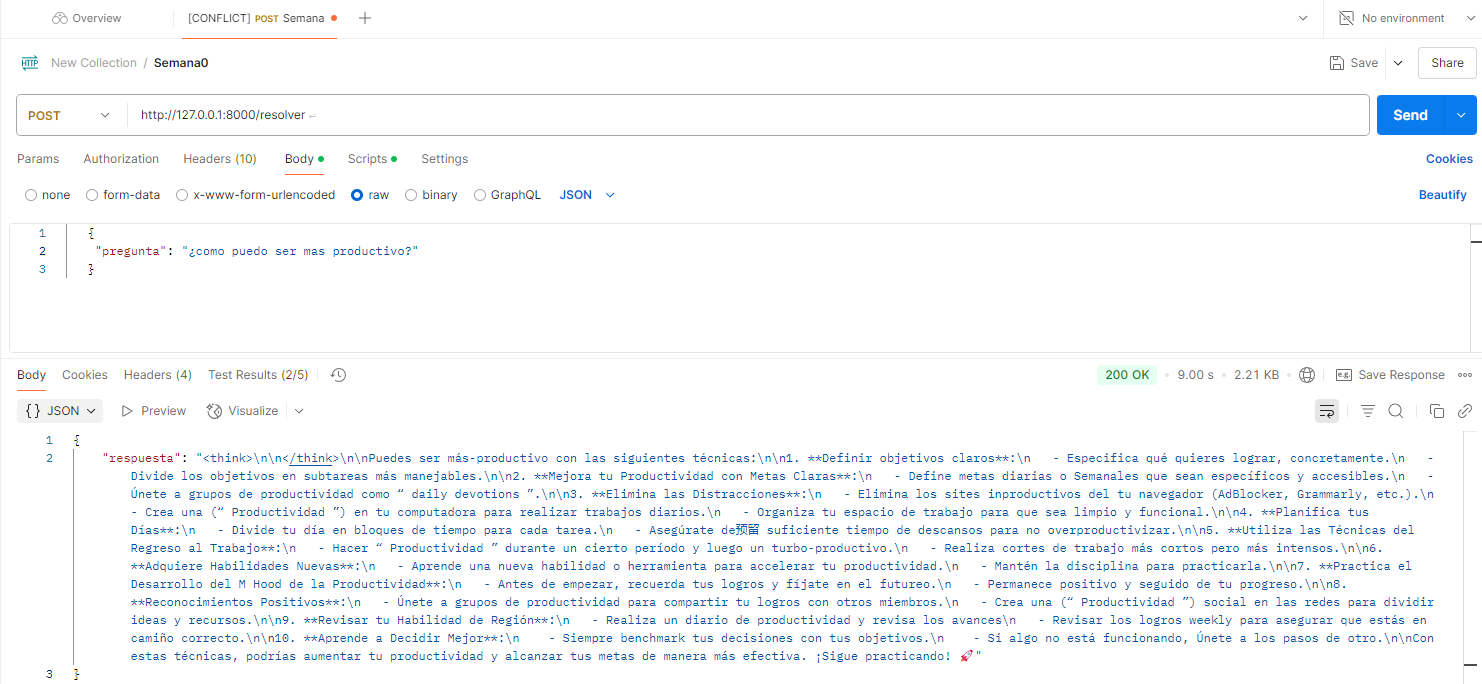 Overview [CONFLICT] POST Semana No environment
HTTP New Collection / Semana0 Save Share
POST http://127.0.0.1:8000/resolver Send
Params Authorization Headers (10) Body Scripts Settings Cookies
none form-data x-www-form-urlencoded raw binary GraphQL JSON Beautify
1 {
2 "pregunta": "¿como puedo ser mas productivo?"
3 }
Body Cookies Headers (4) Test Results (2/5) 200 OK • 9.00 s • 2.21 KB • e.g. Save Response
{} JSON Preview Visualize
1 {
2 "respuesta": "<think>\n\n</think>\n\nPuedes ser más-productivo con las siguientes técnicas:\n\n1. **Definir objetivos claros**:\n   - Especifica qué quieres lograr, concretamente.\n   -
Divide los objetivos en subtareas más manejables.\n\n2. **Mejora tu Productividad con Metas Claras**:\n   - Define metas diarias o Semanales que sean específicos y accesibles.\n   -
Únete a grupos de productividad como “ daily devotions ”.\n\n3. **Elimina las Distracciones**:\n   - Elimina los sites inproductivos del tu navegador (AdBlocker, Grammarly, etc.).\n
- Crea una (“ Productividad ”) en tu computadora para realizar trabajos diarios.\n   - Organiza tu espacio de trabajo para que sea limpio y funcional.\n\n4. **Planifica tus
Días**:\n   - Divide tu día en bloques de tiempo para cada tarea.\n   - Asegúrate de预留 suficiente tiempo de descansos para no overproductivizar.\n\n5. **Utiliza las Técnicas del
Regreso al Trabajo**:\n   - Hacer “ Productividad ” durante un cierto período y luego un turbo-productivo.\n   - Realiza cortes de trabajo más cortos pero más intensos.\n\n6.
**Adquiere Habilidades Nuevas**:\n   - Aprende una nueva habilidad o herramienta para accelerar tu productividad.\n   - Mantén la disciplina para practicarla.\n\n7. **Practica el
Desarrollo del M Hood de la Productividad**:\n   - Antes de empezar, recuerda tus logros y fíjate en el futureo.\n   - Permanece positivo y seguido de tu progreso.\n\n8.
**Reconocimientos Positivos**:\n   - Únete a grupos de productividad para compartir tu logros con otros miembros.\n   - Crea una (“ Productividad ”) social en las redes para dividir
ideas y recursos.\n\n9. **Revisar tu Habilidad de Región**:\n   - Realiza un diario de productividad y revisa los avances\n   - Revisar los logros weekly para asegurar que estás en
camiño correcto.\n\n10. **Aprende a Decidir Mejor**:\n    - Siempre benchmark tus decisiones con tus objetivos.\n    - Si algo no está funcionando, Únete a los pasos de otro.\n\nCon
estas técnicas, podrías aumentar tu productividad y alcanzar tus metas de manera más efectiva. ¡Sigue practicando! 🚀"
3 }